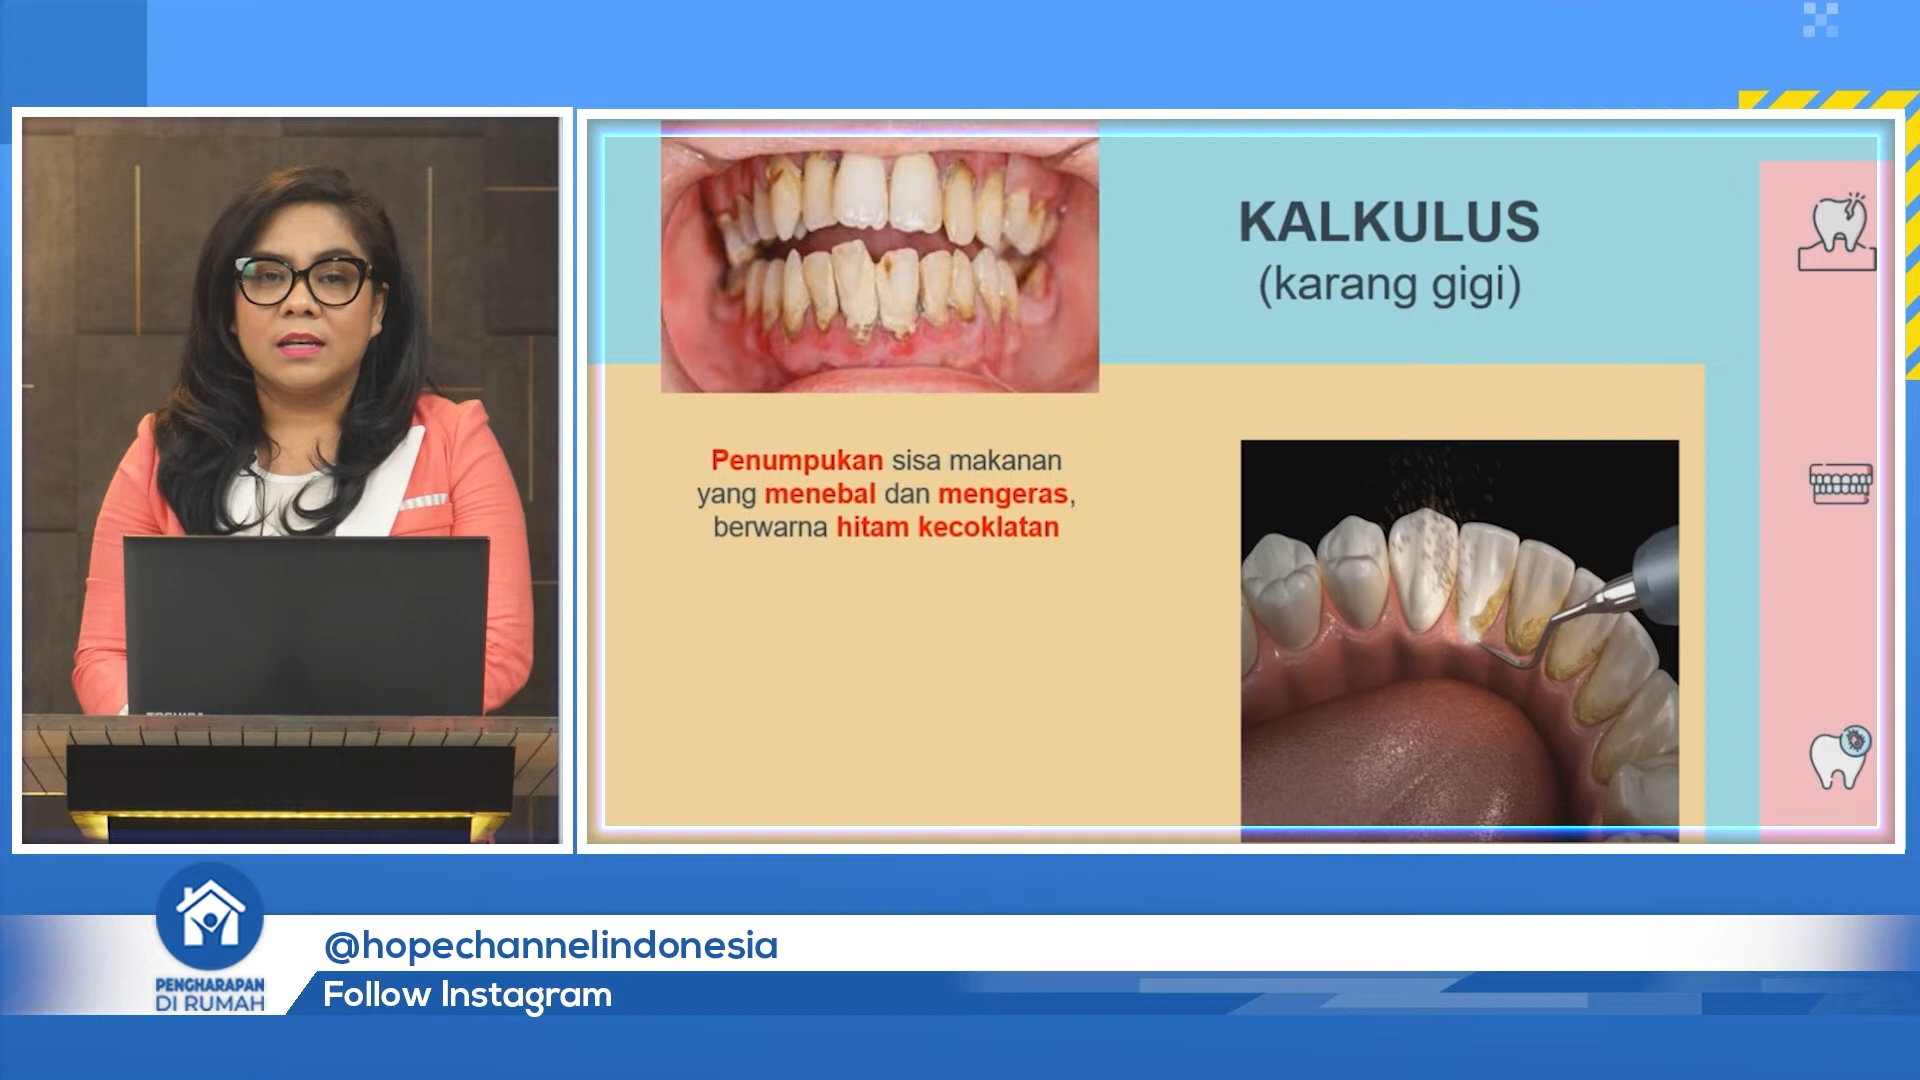 KALKULUS
(karang gigi)
Penumpukan sisa makanan
yang menebal dan mengeras,
berwarna hitam kecoklatan
TOSHIBA
@hopechannelindonesia
Follow Instagram
PENGHARAPAN
DI RUMAH